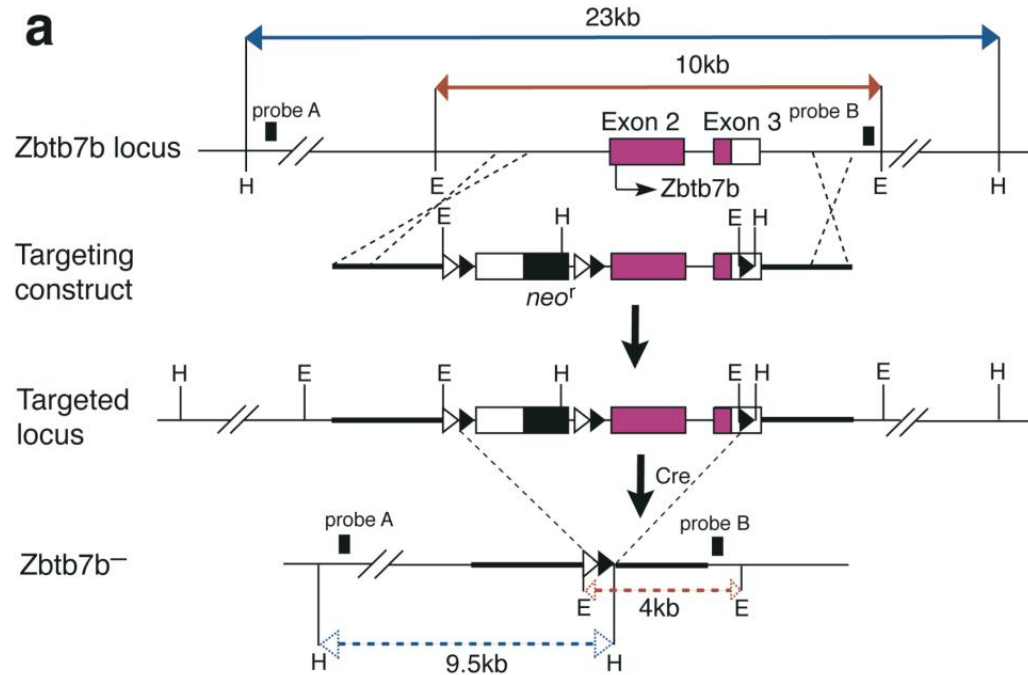 a
23kb
10kb
probe A
Exon 2 Exon 3 probe B
Zbtb7b locus
H E Zbtb7b E H
E H E H
Targeting
construct
neoʳ
H E E H E H E H
Targeted
locus
Cre
probe A probe B
Zbtb7b—
E 4kb E
H 9.5kb H